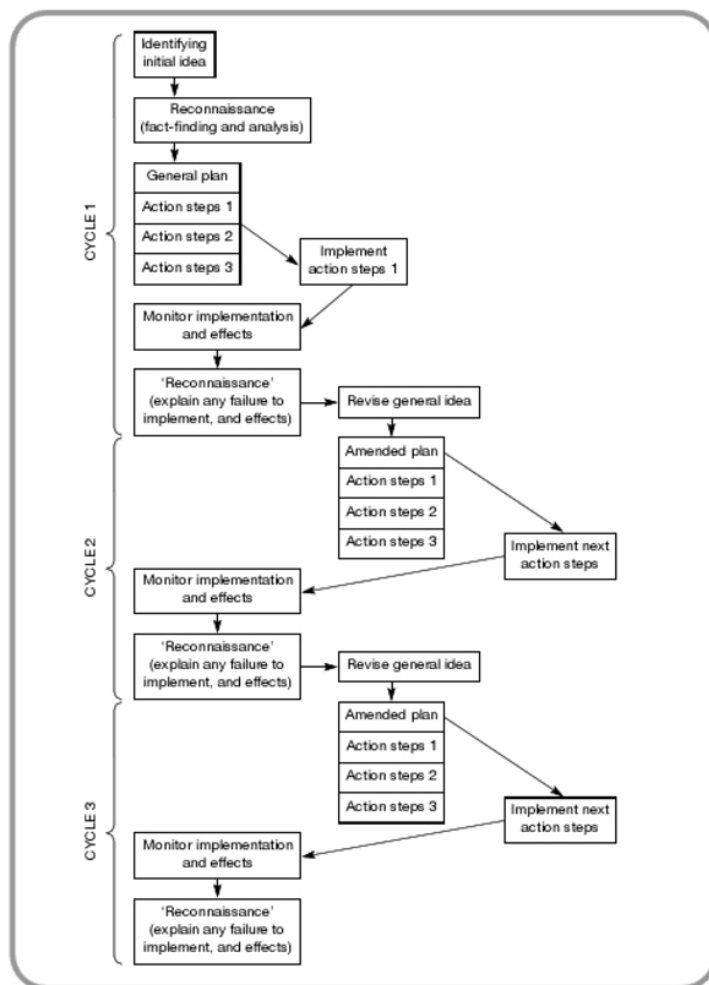 CYCLE 1
Identifying
initial idea
Reconnaissance
(fact-finding and analysis)
General plan
Action steps 1
Action steps 2
Action steps 3
Implement
action steps 1
Monitor implementation
and effects
‘Reconnaissance’
(explain any failure to
implement, and effects)
Revise general idea
CYCLE 2
Amended plan
Action steps 1
Action steps 2
Action steps 3
Implement next
action steps
Monitor implementation
and effects
‘Reconnaissance’
(explain any failure to
implement, and effects)
Revise general idea
CYCLE 3
Amended plan
Action steps 1
Action steps 2
Action steps 3
Implement next
action steps
Monitor implementation
and effects
‘Reconnaissance’
(explain any failure to
implement, and effects)